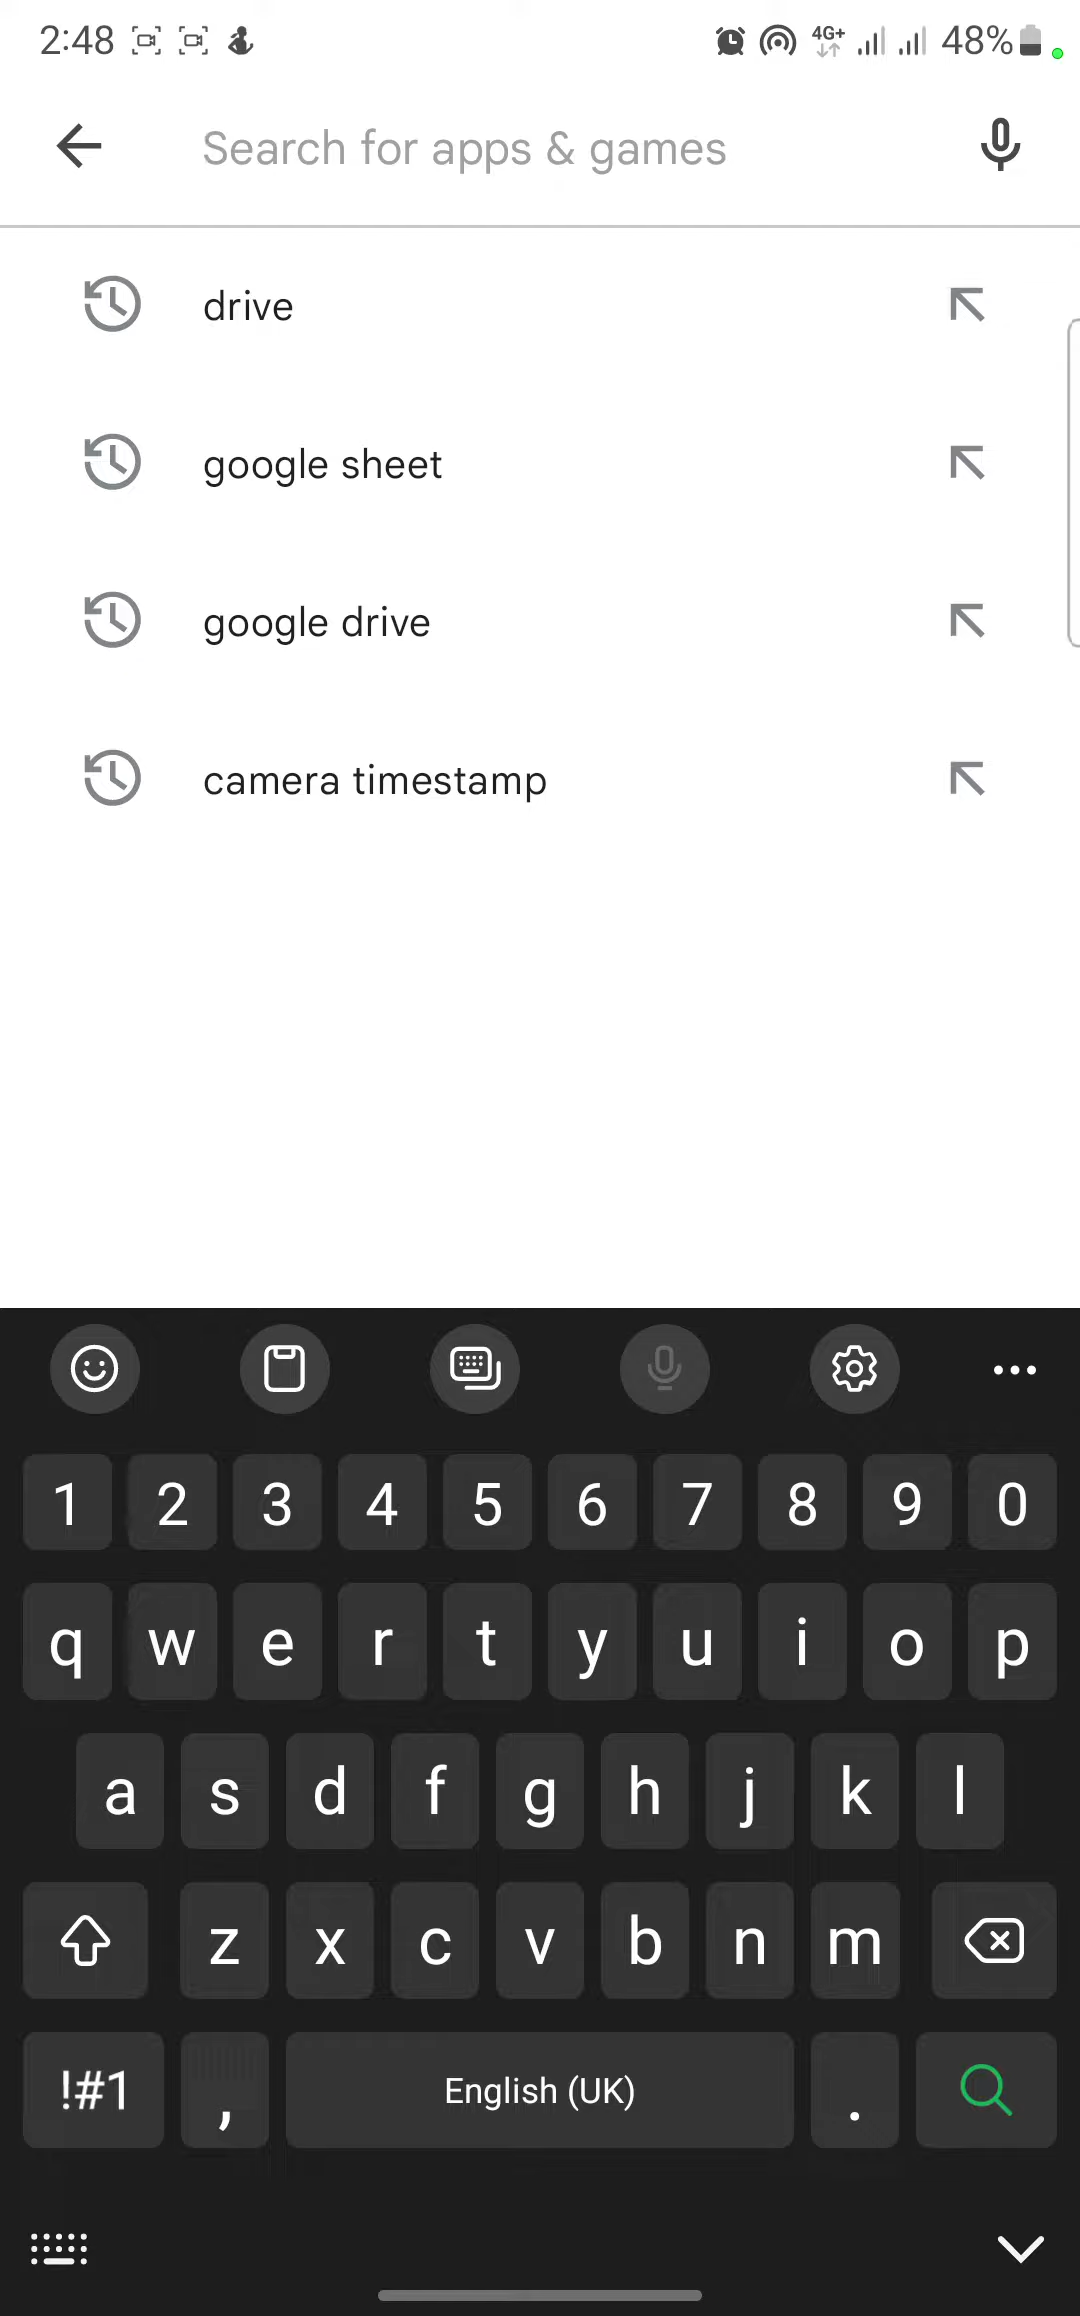 2:48 4G+ 48%
Search for apps & games
drive
google sheet
google drive
camera timestamp
1 2 3 4 5 6 7 8 9 0
q w e r t y u i o p
a s d f g h j k l
z x c v b n m
!#1 , English (UK) .